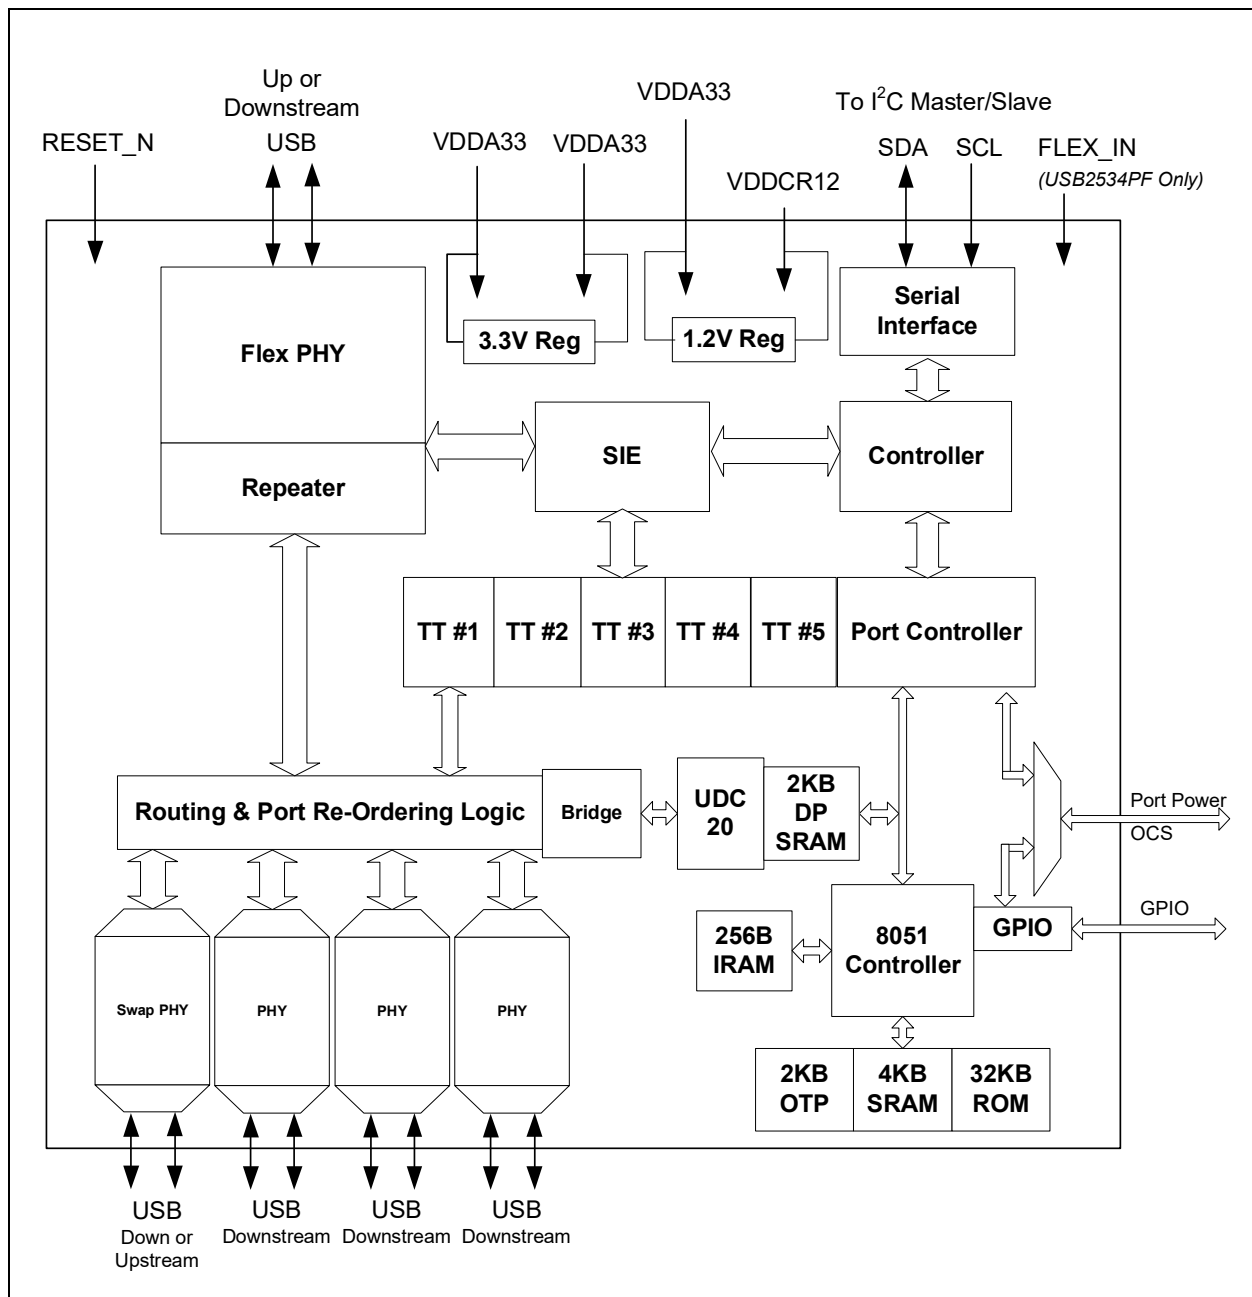 Up or
Downstream
USB
RESET_N
VDDA33
VDDA33
VDDA33
VDDCR12
To I²C Master/Slave
SDA
SCL
FLEX_IN
(USB2534PF Only)
Flex PHY
Repeater
3.3V Reg
1.2V Reg
Serial
Interface
SIE
Controller
TT #1
TT #2
TT #3
TT #4
TT #5
Port Controller
Routing & Port Re-Ordering Logic
Bridge
UDC
20
2KB
DP
SRAM
Port Power
OCS
256B
IRAM
8051
Controller
GPIO
GPIO
Swap PHY
PHY
PHY
PHY
2KB
OTP
4KB
SRAM
32KB
ROM
USB
Down or
Upstream
USB
Downstream
USB
Downstream
USB
Downstream